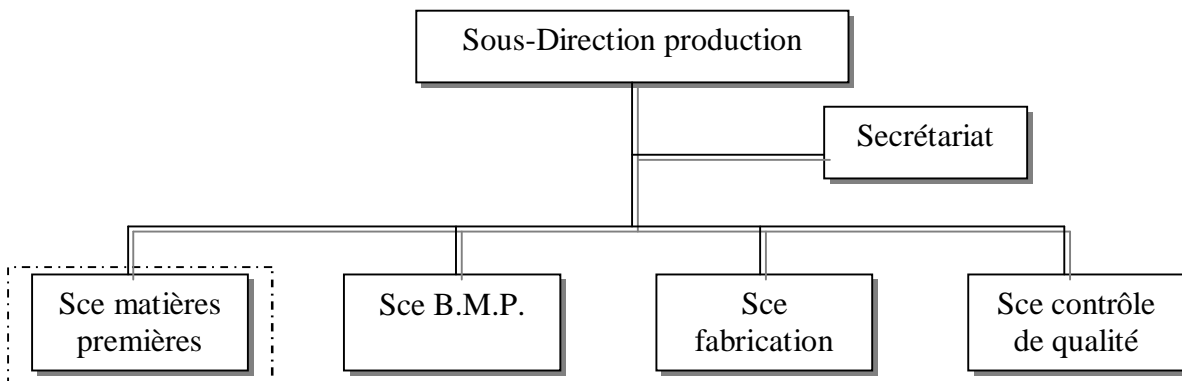 Sous-Direction production
Secrétariat
Sce matières
premières
Sce B.M.P.
Sce
fabrication
Sce contrôle
de qualité